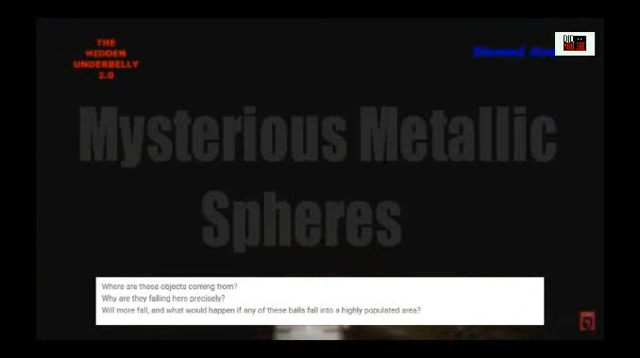 THE
HIDDEN
UNDERBELLY
2.0
Mysterious Metallic
Spheres
Where are these objects coming from?
Why are they falling here precisely?
Will more fall, and what would happen if any of these balls fall into a highly populated area?